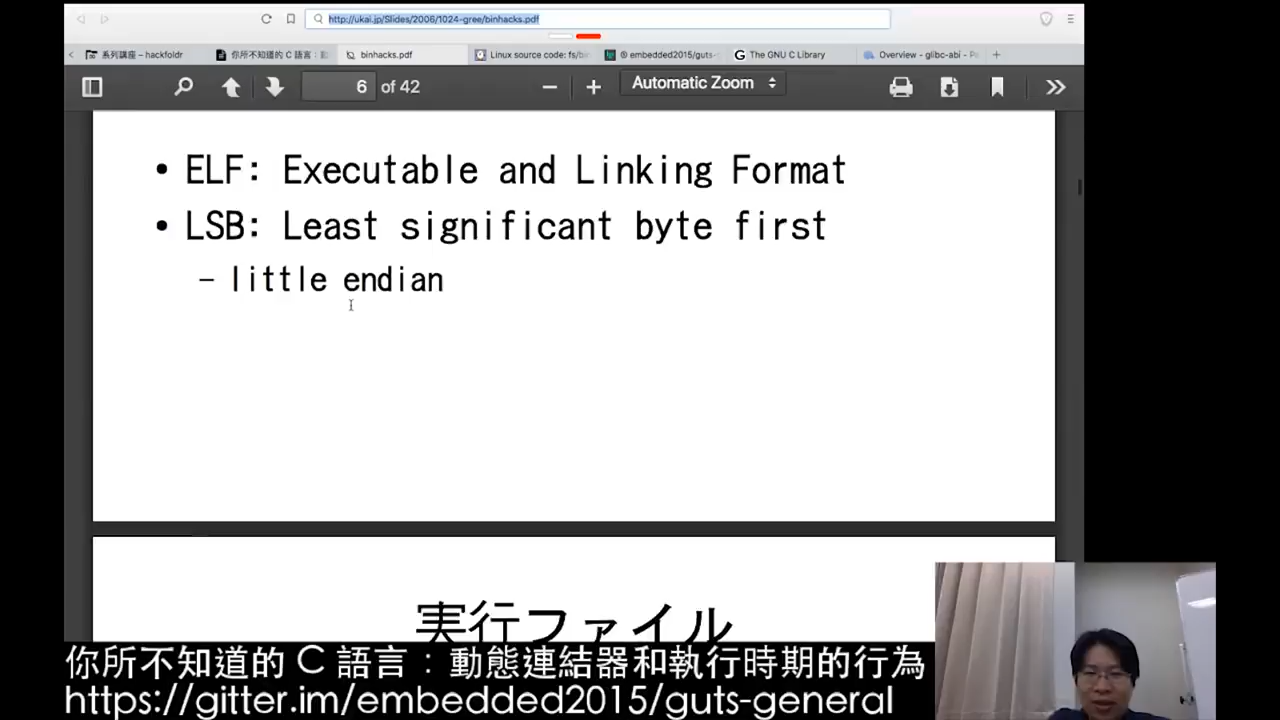 http://ukai.jp/Slides/2006/1024-gree/binhacks.pdf
系列講座 – hackfoldr
你所不知道的 C 語言：動
binhacks.pdf
Linux source code: fs/bin
® embedded2015/guts-
The GNU C Library
Overview - glibc-abi -
6 of 42
Automatic Zoom
• ELF: Executable and Linking Format
• LSB: Least significant byte first
– little endian
実行ファイル
你所不知道的 C 語言：動態連結器和執行時期的行為
https://gitter.im/embedded2015/guts-general